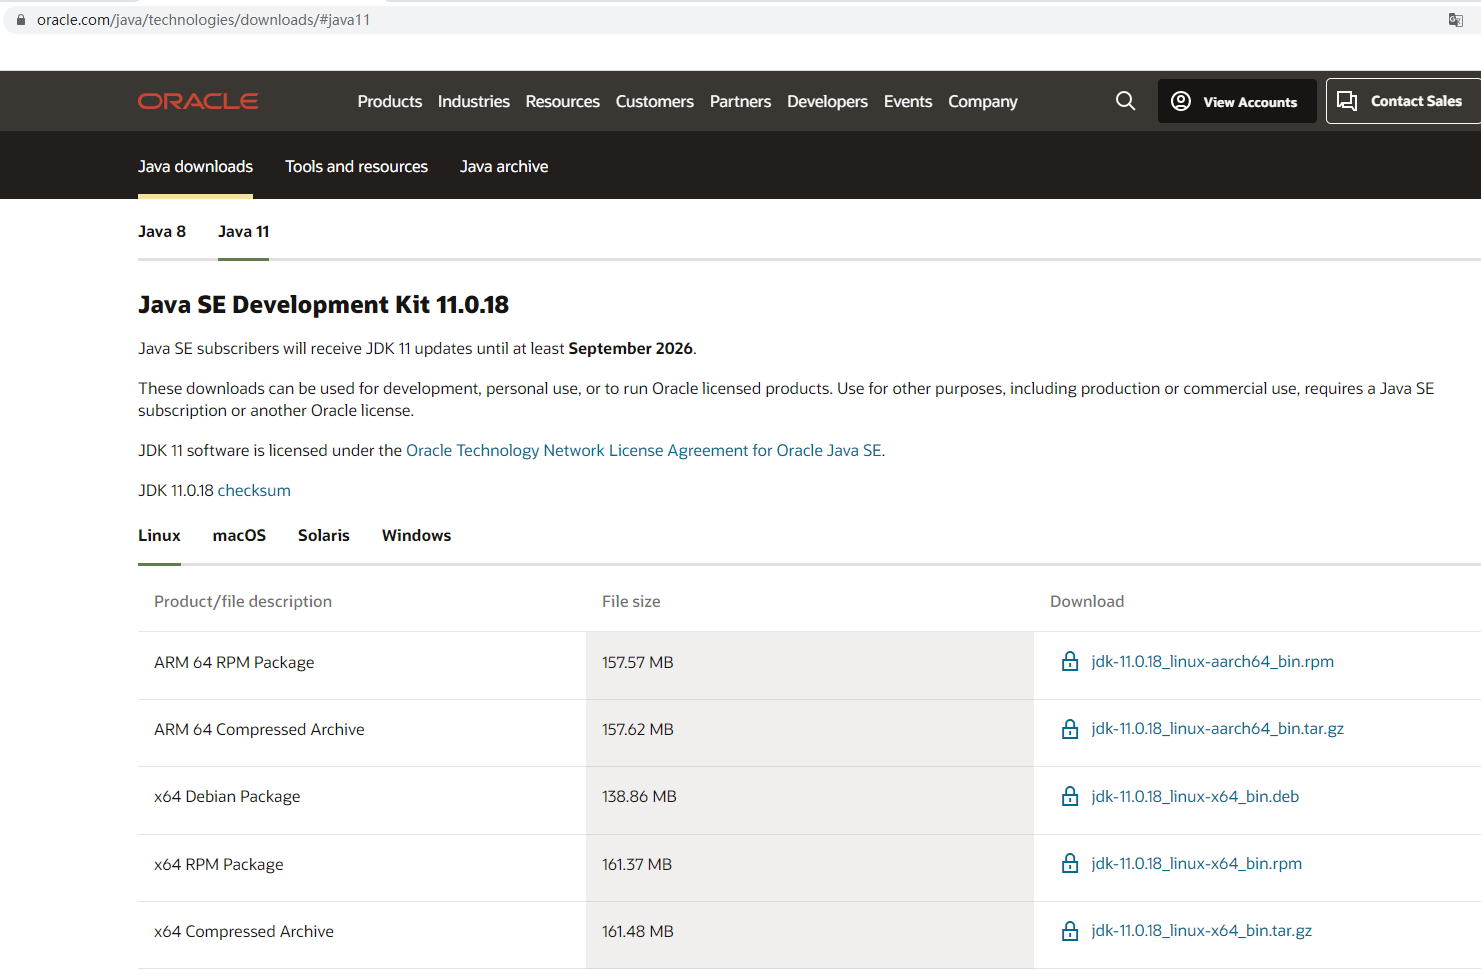 oracle.com/java/technologies/downloads/#java11
ORACLE
Products Industries Resources Customers Partners Developers Events Company
View Accounts
Contact Sales
Java downloads Tools and resources Java archive
Java 8 Java 11
Java SE Development Kit 11.0.18
Java SE subscribers will receive JDK 11 updates until at least September 2026.
These downloads can be used for development, personal use, or to run Oracle licensed products. Use for other purposes, including production or commercial use, requires a Java SE
subscription or another Oracle license.
JDK 11 software is licensed under the Oracle Technology Network License Agreement for Oracle Java SE.
JDK 11.0.18 checksum
Linux macOS Solaris Windows
Product/file description File size Download
ARM 64 RPM Package 157.57 MB jdk-11.0.18_linux-aarch64_bin.rpm
ARM 64 Compressed Archive 157.62 MB jdk-11.0.18_linux-aarch64_bin.tar.gz
x64 Debian Package 138.86 MB jdk-11.0.18_linux-x64_bin.deb
x64 RPM Package 161.37 MB jdk-11.0.18_linux-x64_bin.rpm
x64 Compressed Archive 161.48 MB jdk-11.0.18_linux-x64_bin.tar.gz